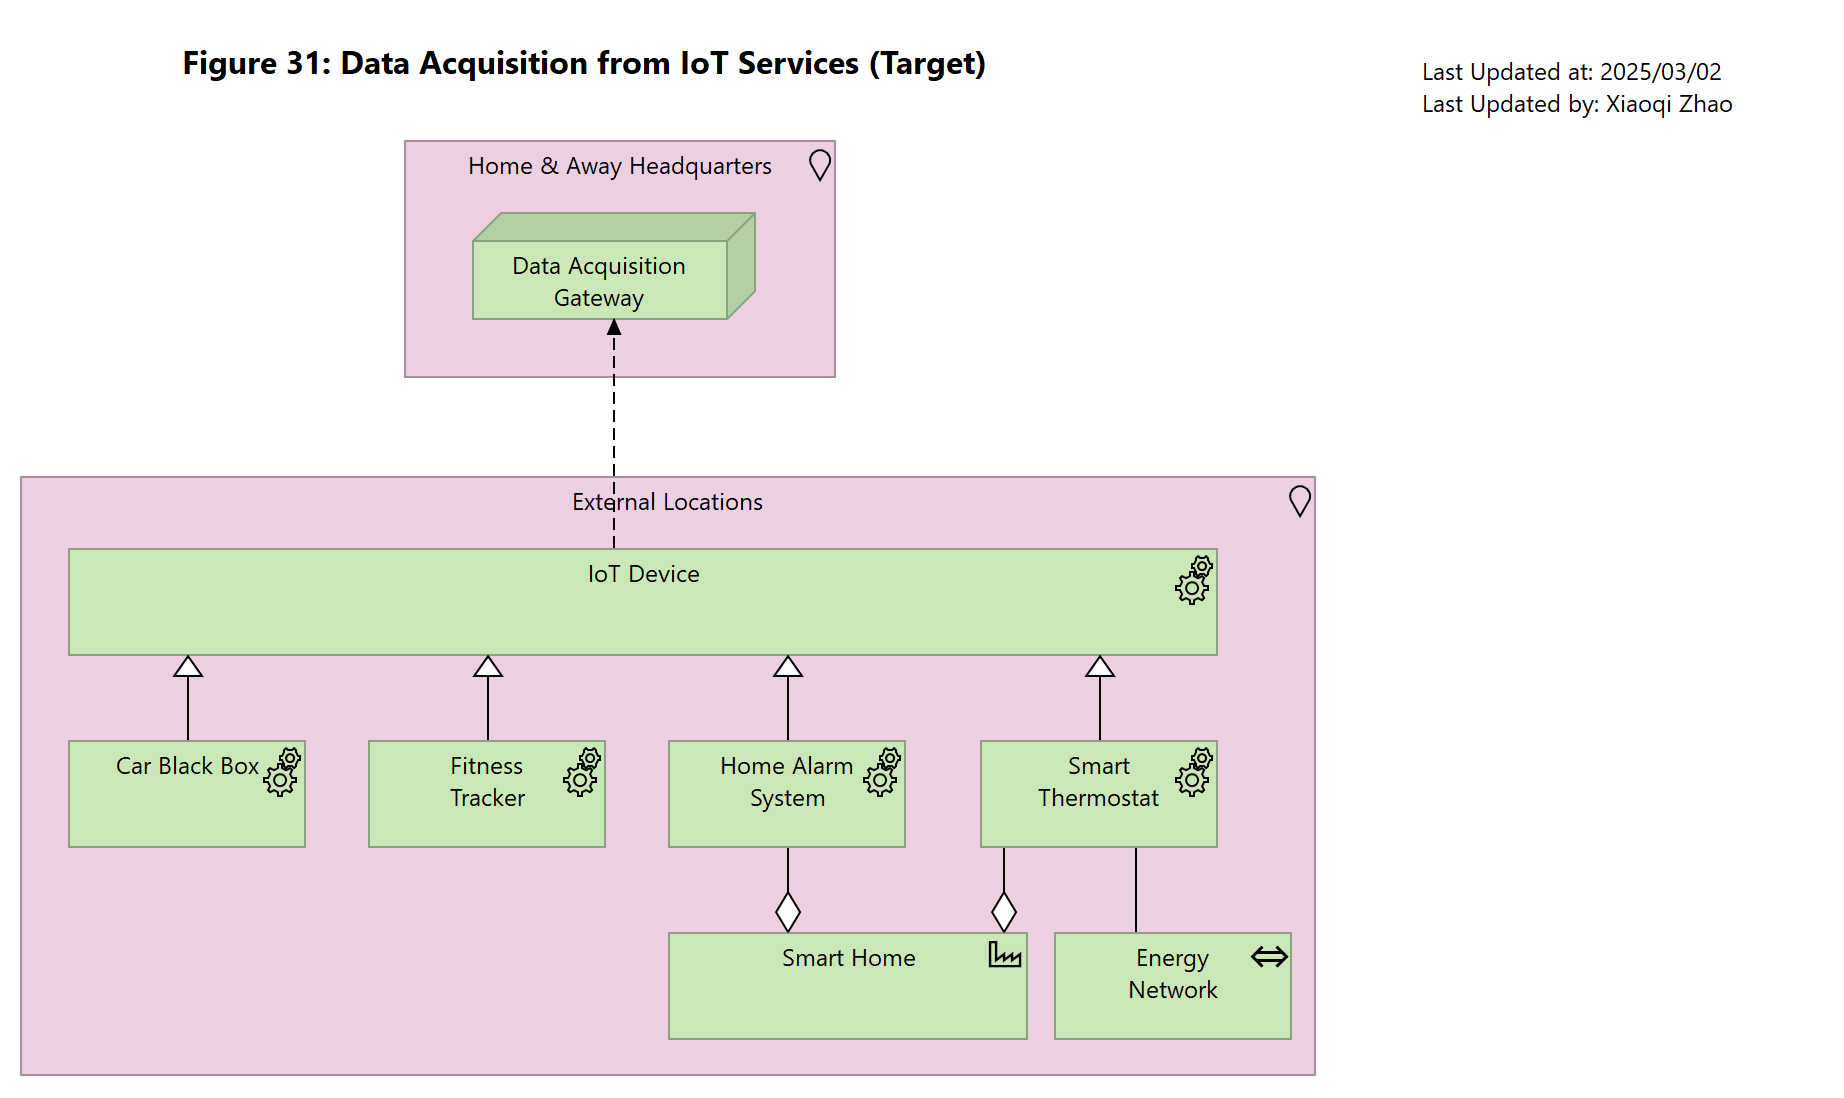 Figure 31: Data Acquisition from IoT Services (Target)
Last Updated at: 2025/03/02
Last Updated by: Xiaoqi Zhao
Home & Away Headquarters
Data Acquisition
Gateway
External Locations
IoT Device
Car Black Box
Fitness
Tracker
Home Alarm
System
Smart
Thermostat
Smart Home
Energy
Network